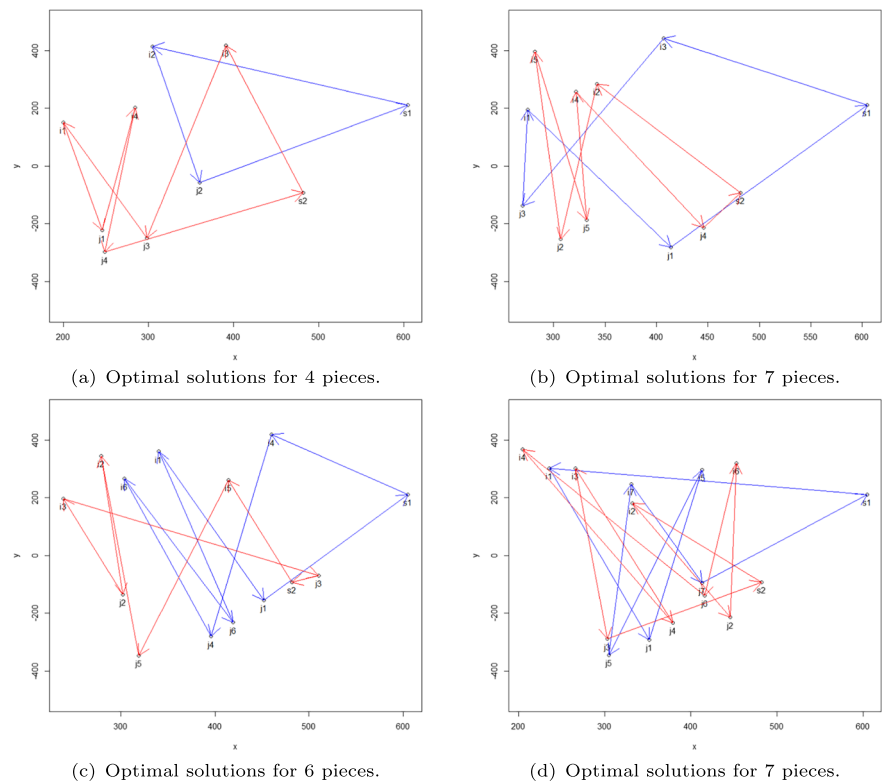 400
200
0
-200
-400
y
i2
i3
s1
i4
i1
j2
s2
j1
j3
j4
200 300 400 500 600
x
(a) Optimal solutions for 4 pieces.
400
200
0
-200
-400
y
i3
i5
i2
i4
i1
s1
s2
j3
j5
j4
j2
j1
300 350 400 450 500 550 600
x
(b) Optimal solutions for 7 pieces.
400
200
0
-200
-400
y
i4
i1
i2
i6
i5
i3
s1
s2
j3
j2
j1
j6
j4
j5
300 400 500 600
x
(c) Optimal solutions for 6 pieces.
400
200
0
-200
-400
y
i4
i1
i3
i5
i6
i7
i2
s1
s2
j7
j6
j2
j4
j3
j1
j5
200 300 400 500 600
x
(d) Optimal solutions for 7 pieces.